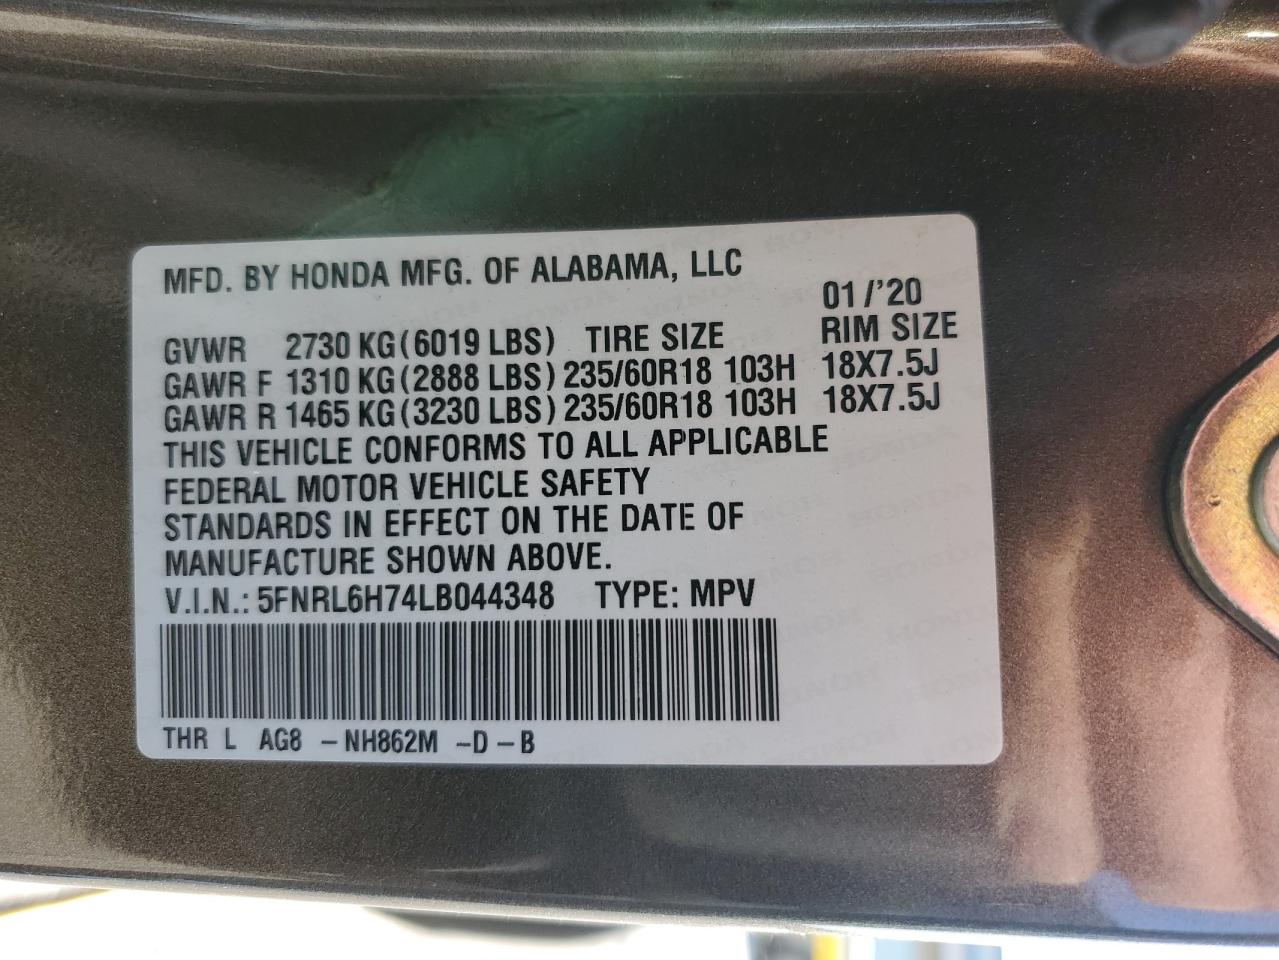 MFD. BY HONDA MFG. OF ALABAMA, LLC
01/'20
GVWR 2730 KG(6019 LBS) TIRE SIZE RIM SIZE
GAWR F 1310 KG(2888 LBS) 235/60R18 103H 18X7.5J
GAWR R 1465 KG(3230 LBS) 235/60R18 103H 18X7.5J
THIS VEHICLE CONFORMS TO ALL APPLICABLE
FEDERAL MOTOR VEHICLE SAFETY
STANDARDS IN EFFECT ON THE DATE OF
MANUFACTURE SHOWN ABOVE.
V.I.N.: 5FNRL6H74LB044348 TYPE: MPV
THR L AG8 -NH862M -D-B